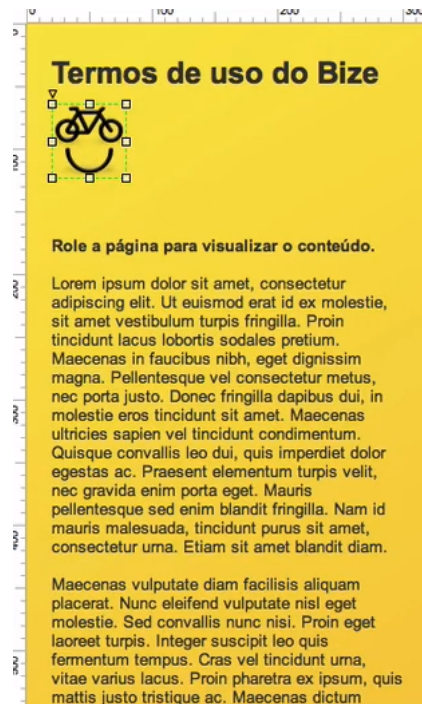 0 100 200 300
Termos de uso do Bize
Role a página para visualizar o conteúdo.
Lorem ipsum dolor sit amet, consectetur
adipiscing elit. Ut euismod erat id ex molestie,
sit amet vestibulum turpis fringilla. Proin
tincidunt lacus lobortis sodales pretium.
Maecenas in faucibus nibh, eget dignissim
magna. Pellentesque vel consectetur metus,
nec porta justo. Donec fringilla dapibus dui, in
molestie eros tincidunt sit amet. Maecenas
ultricies sapien vel tincidunt condimentum.
Quisque convallis leo dui, quis imperdiet dolor
egestas ac. Praesent elementum turpis velit,
nec gravida enim porta eget. Mauris
pellentesque sed enim blandit fringilla. Nam id
mauris malesuada, tincidunt purus sit amet,
consectetur urna. Etiam sit amet blandit diam.
Maecenas vulputate diam facilisis aliquam
placerat. Nunc eleifend vulputate nisl eget
molestie. Sed convallis nunc nisi. Proin eget
laoreet turpis. Integer suscipit leo quis
fermentum tempus. Cras vel tincidunt urna,
vitae varius lacus. Proin pharetra ex ipsum, quis
mattis justo tristique ac. Maecenas dictum